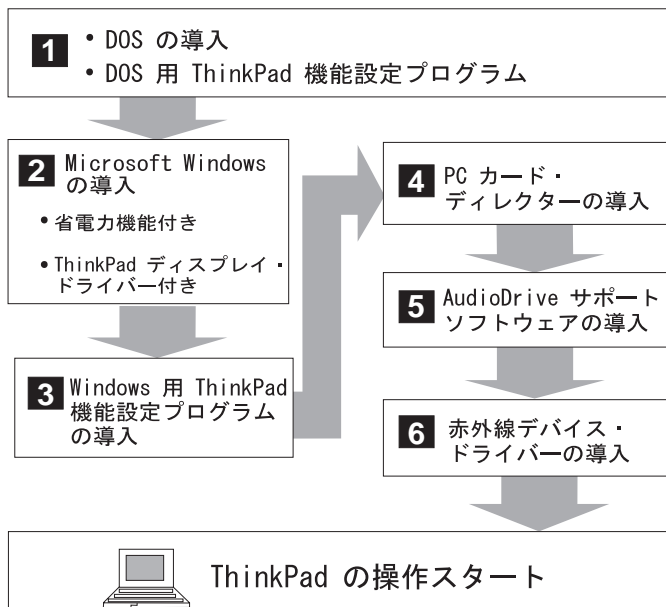 1 • DOS の導入
• DOS 用 ThinkPad 機能設定プログラム
2 Microsoft Windows
の導入
• 省電力機能付き
• ThinkPad ディスプレイ・
ドライバー付き
3 Windows 用 ThinkPad
機能設定プログラム
の導入
4 PC カード・
ディレクターの導入
5 AudioDrive サポート
ソフトウェアの導入
6 赤外線デバイス・
ドライバーの導入
ThinkPad の操作スタート